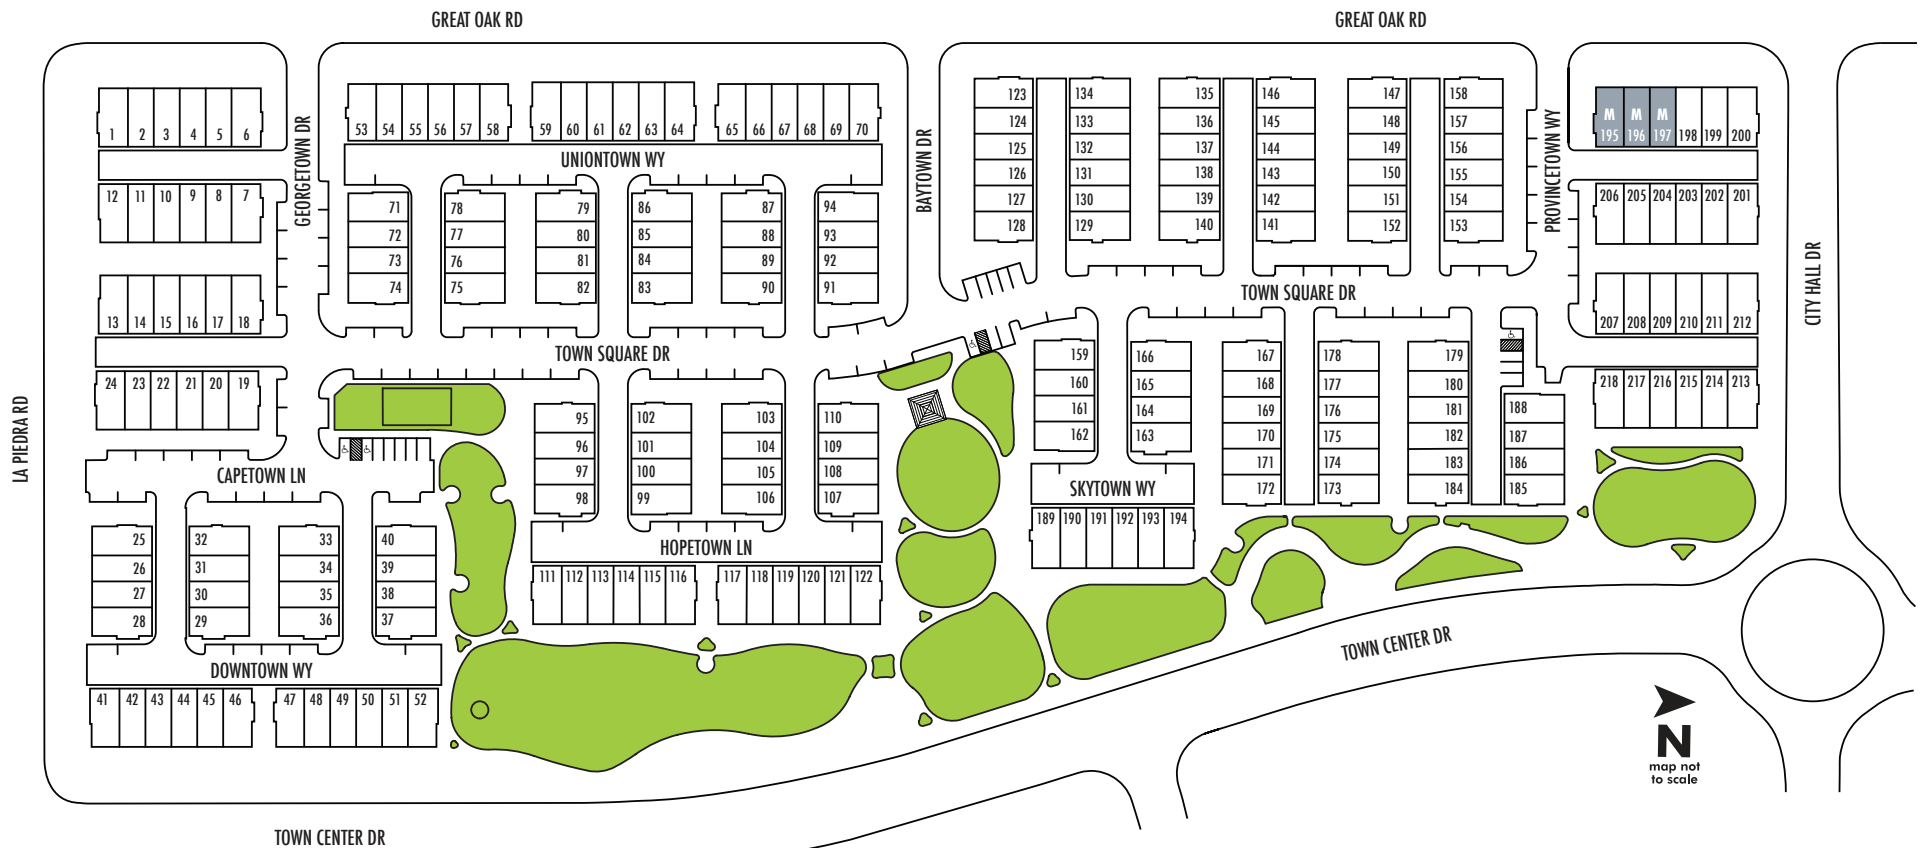 GREAT OAK RD
GREAT OAK RD
LA PIEDRA RD
GEORGETOWN DR
BAYTOWN DR
PROVINCETOWN WY
CITY HALL DR
1 2 3 4 5 6
12 11 10 9 8 7
13 14 15 16 17 18
24 23 22 21 20 19
53 54 55 56 57 58
59 60 61 62 63 64
65 66 67 68 69 70
UNIONTOWN WY
71 78 79 86 87 94
72 77 80 85 88 93
73 76 81 84 89 92
74 75 82 83 90 91
TOWN SQUARE DR
95 102 103 110
96 101 104 109
97 100 105 108
98 99 106 107
HOPETOWN LN
111 112 113 114 115 116
117 118 119 120 121 122
CAPETOWN LN
25 32 33 40
26 31 34 39
27 30 35 38
28 29 36 37
DOWNTOWN WY
41 42 43 44 45 46
47 48 49 50 51 52
123 134 135 146 147 158
124 133 136 145 148 157
125 132 137 144 149 156
126 131 138 143 150 155
127 130 139 142 151 154
128 129 140 141 152 153
TOWN SQUARE DR
159 166 167 178 179
160 165 168 177 180
161 164 169 176 181 188
162 163 170 175 182 187
171 174 183 186
172 173 184 185
SKYTOWN WY
189 190 191 192 193 194
M M M
195 196 197 198 199 200
206 205 204 203 202 201
207 208 209 210 211 212
218 217 216 215 214 213
TOWN CENTER DR
N
map not
to scale
TOWN CENTER DR